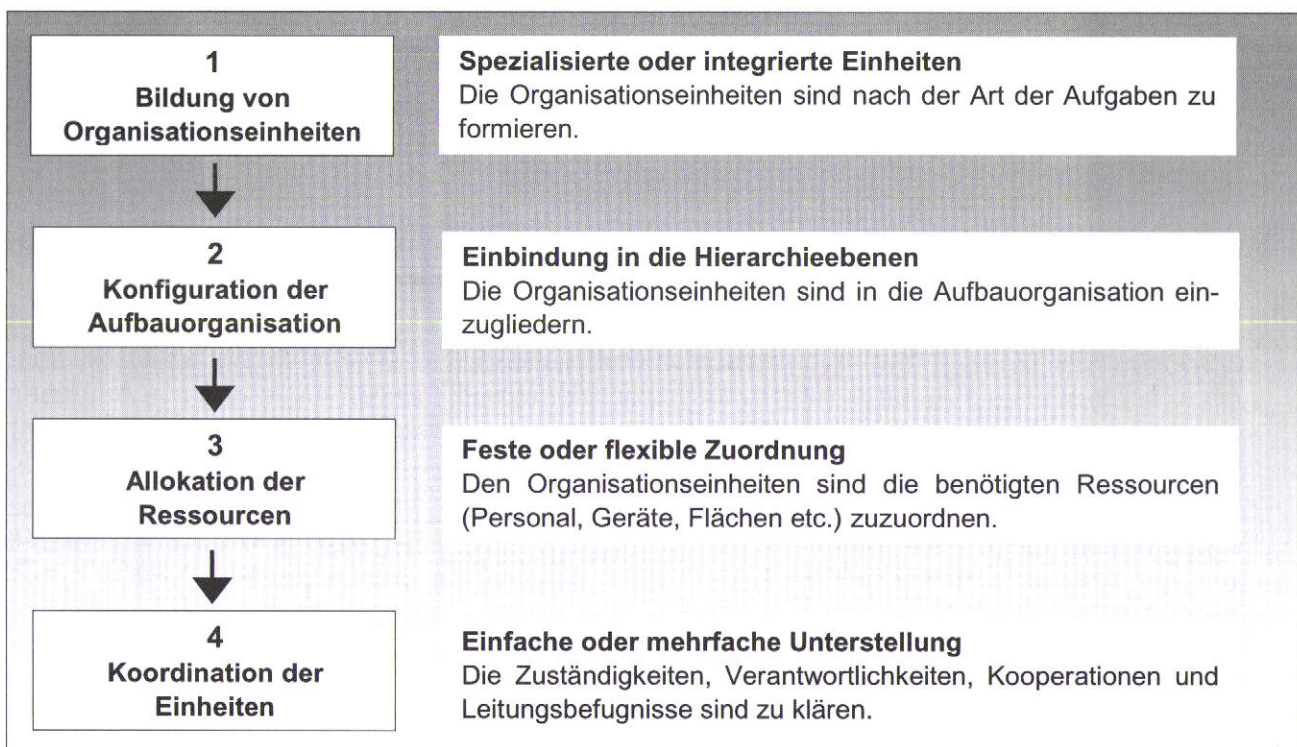 1
Bildung von
Organisationseinheiten
Spezialisierte oder integrierte Einheiten
Die Organisationseinheiten sind nach der Art der Aufgaben zu
formieren.
2
Konfiguration der
Aufbauorganisation
Einbindung in die Hierarchieebenen
Die Organisationseinheiten sind in die Aufbauorganisation ein-
zugliedern.
3
Allokation der
Ressourcen
Feste oder flexible Zuordnung
Den Organisationseinheiten sind die benötigten Ressourcen
(Personal, Geräte, Flächen etc.) zuzuordnen.
4
Koordination der
Einheiten
Einfache oder mehrfache Unterstellung
Die Zuständigkeiten, Verantwortlichkeiten, Kooperationen und
Leitungsbefugnisse sind zu klären.